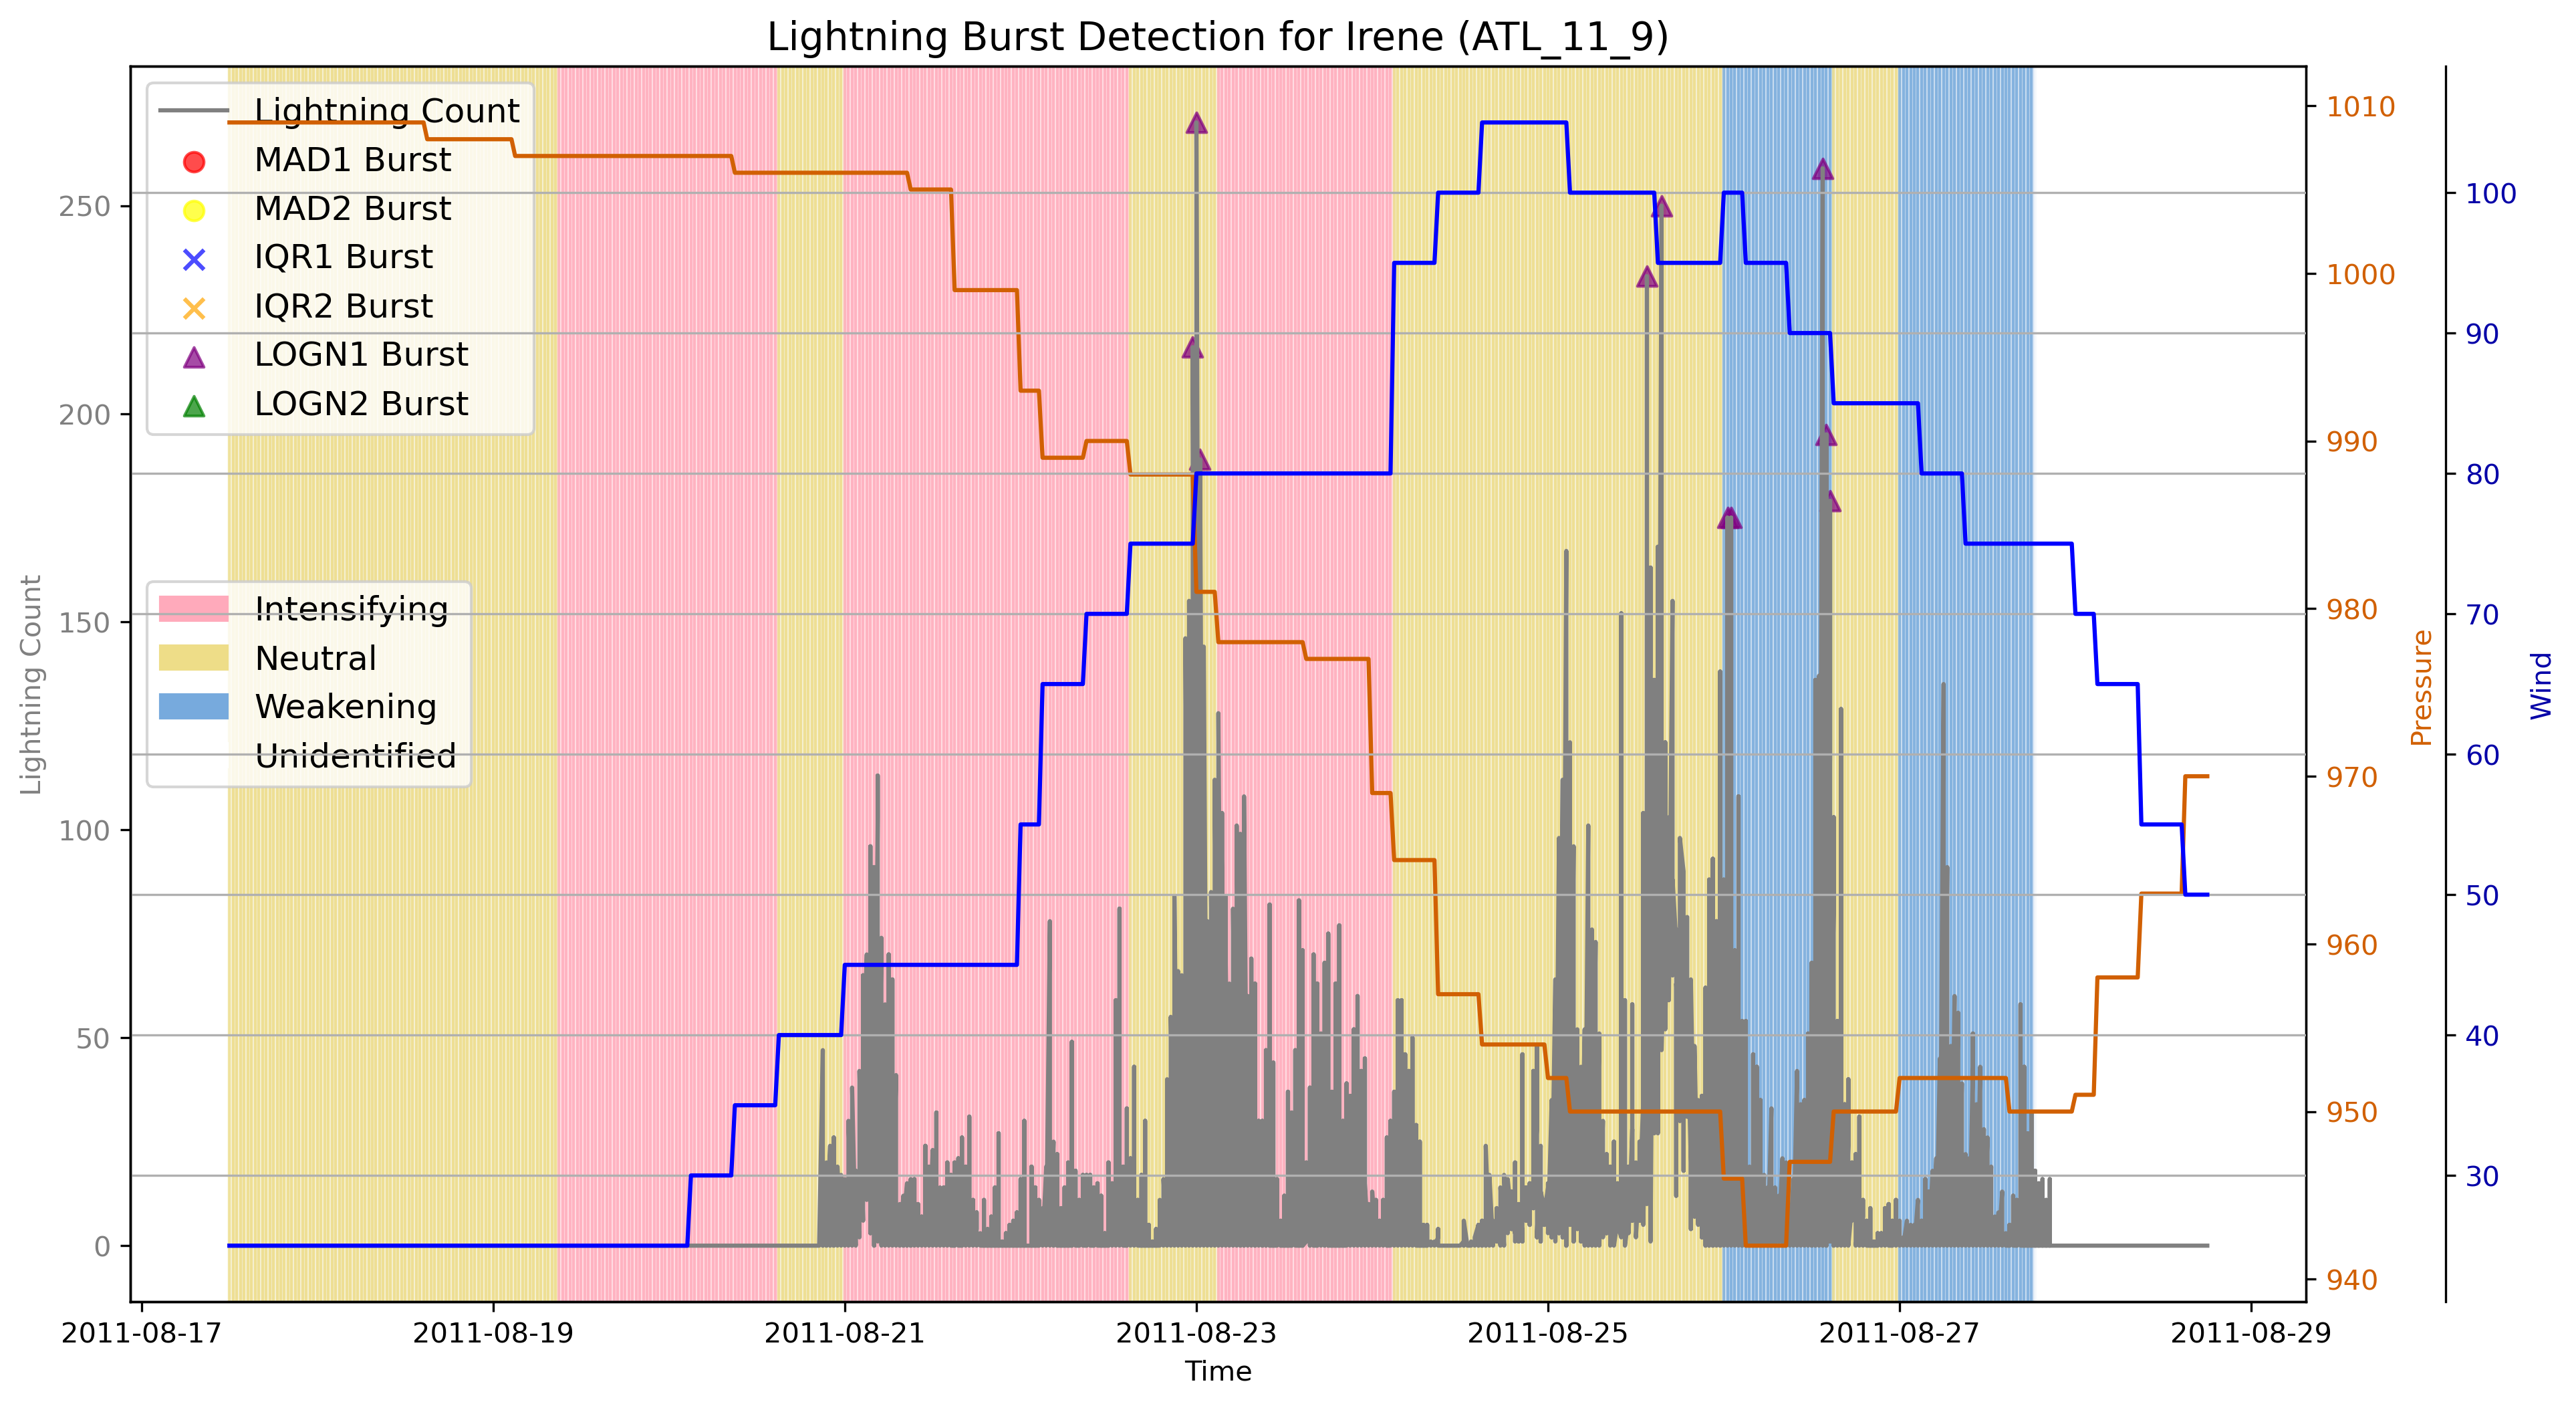 Lightning Burst Detection for Irene (ATL_11_9)
Lightning Count
MAD1 Burst
MAD2 Burst
IQR1 Burst
IQR2 Burst
LOGN1 Burst
LOGN2 Burst
Intensifying
Neutral
Weakening
Unidentified
Lightning Count
250
200
150
100
50
0
1010
1000
990
980
970
960
950
940
Pressure
100
90
80
70
60
50
40
30
Wind
2011-08-17
2011-08-19
2011-08-21
2011-08-23
2011-08-25
2011-08-27
2011-08-29
Time